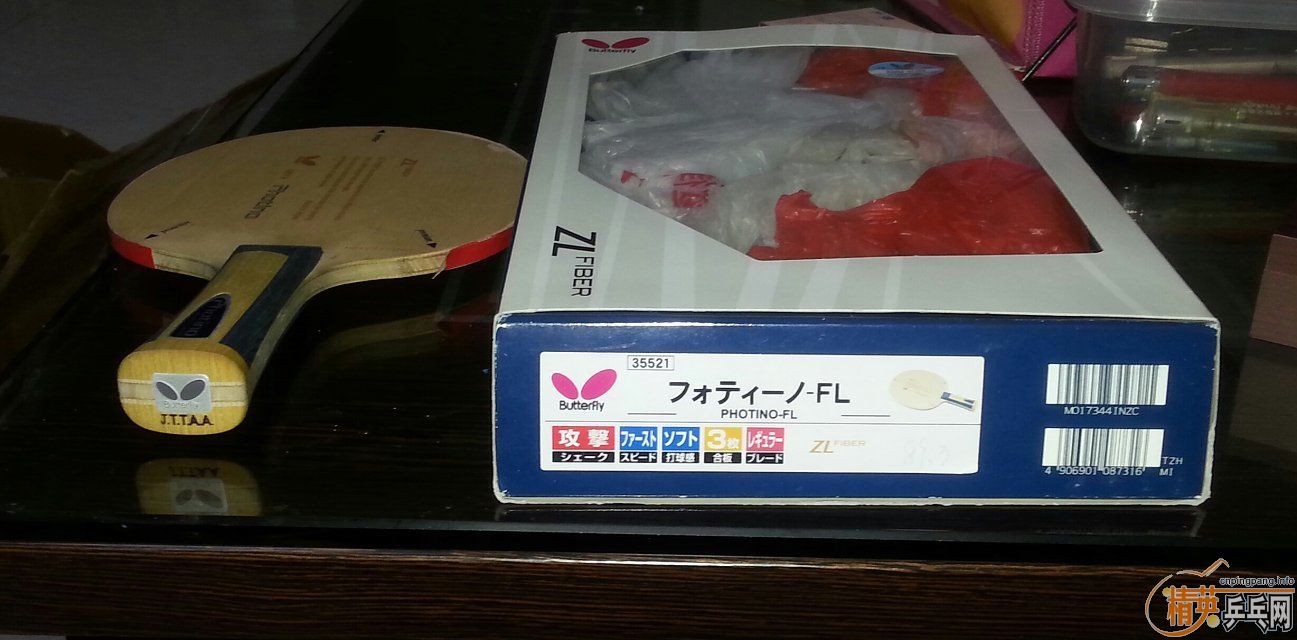 Butterfly
ZL FIBER
Photino
J.T.T.A.A.
Butterfly
35521
フォティーノ-FL
PHOTINO-FL
Butterfly
攻撃
シェーク
ファースト
スピード
ソフト
打球感
3枚
合板
レギュラー
ブレード
ZL FIBER
MO17344INZC
4 906901 087316
TZH
MI
cnpingpang.info
精英乒乓网